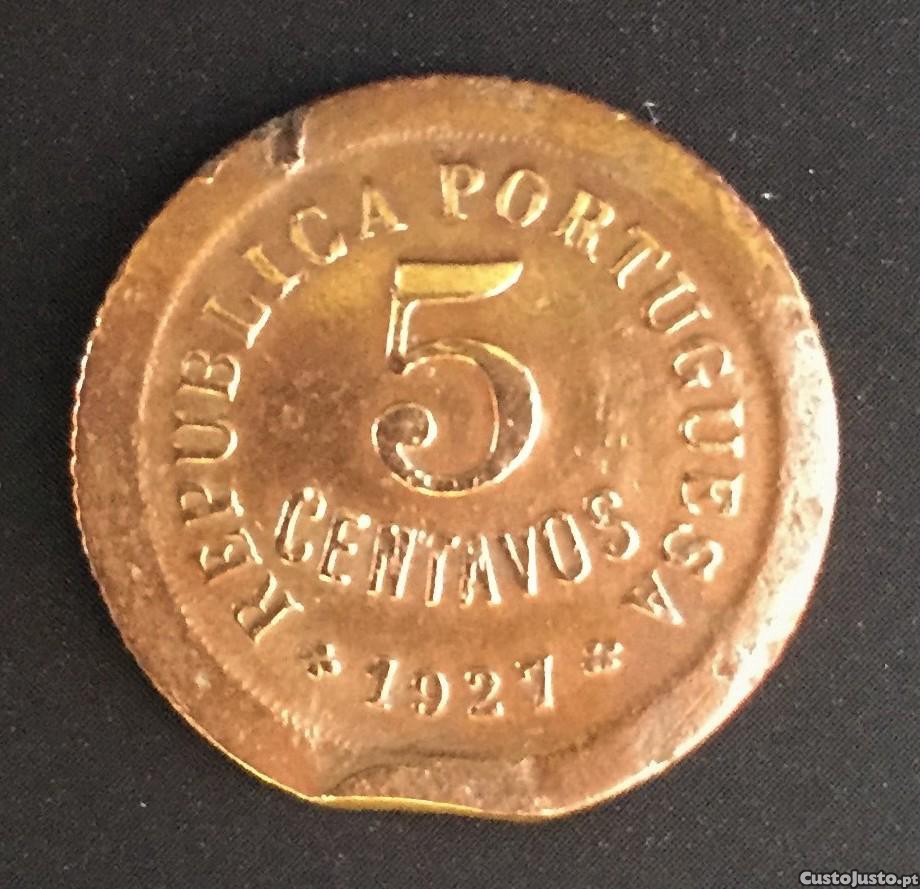 REPUBLICA PORTUGUESA
5
CENTAVOS
* 1927 *
CustoJusto.pt